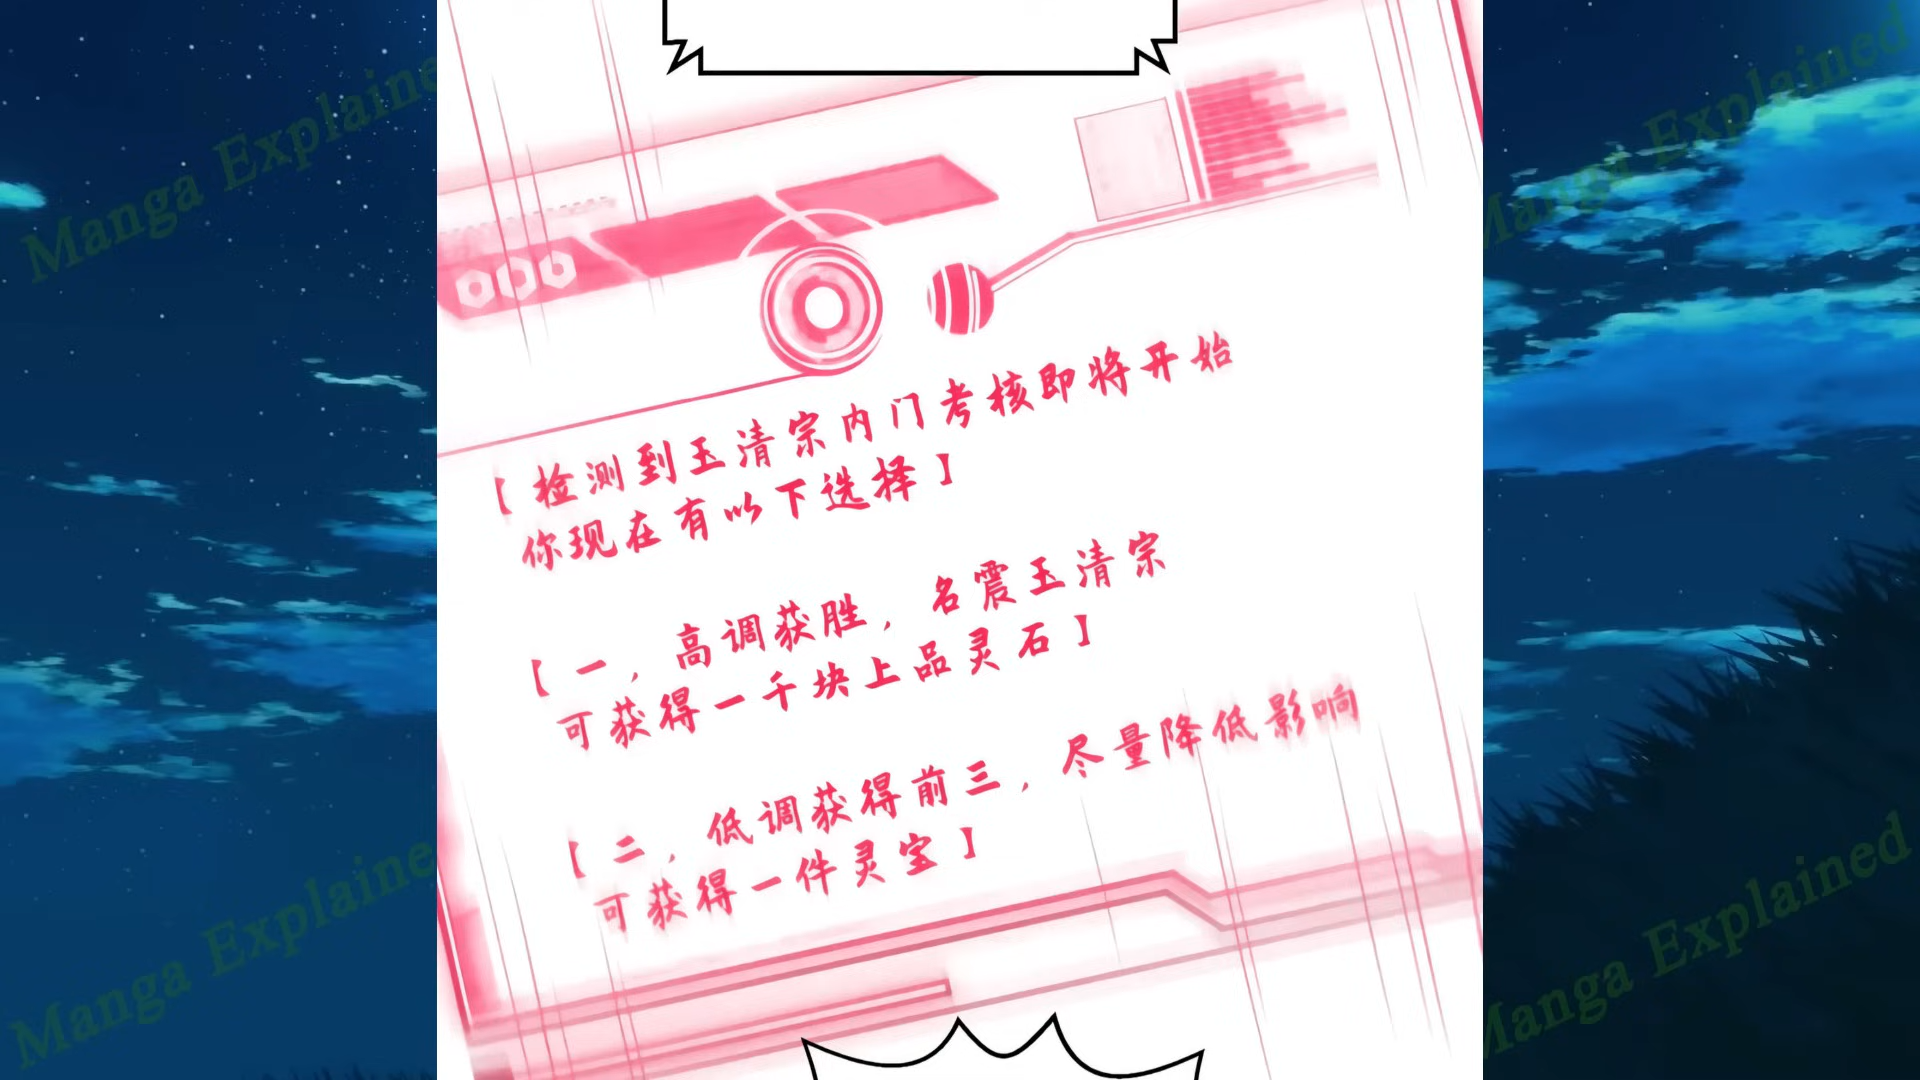 【检测到玉清宗内门考核即将开始
你现在有以下选择】
【一，高调获胜，名震玉清宗
可获得一千块上品灵石】
【二，低调获得前三，尽量降低影响
可获得一件灵宝】
Manga Explained
Manga Explained
Manga Explained
Manga Explained